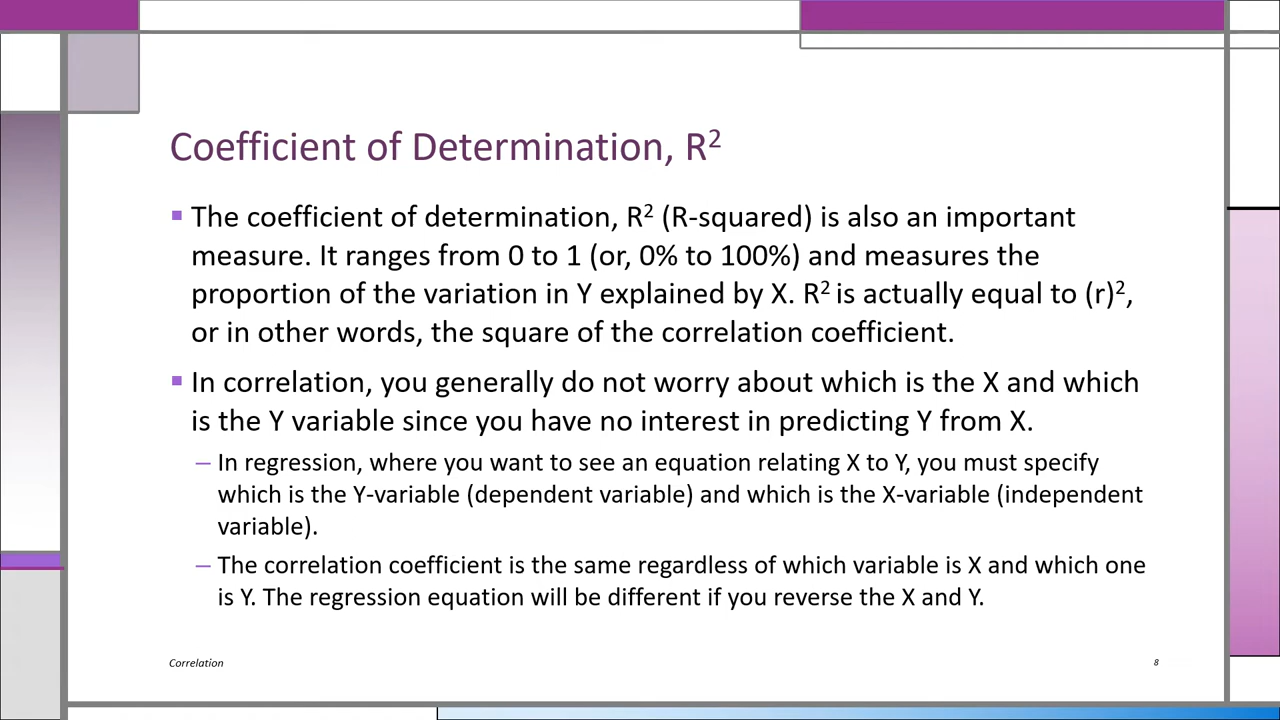 Coefficient of Determination, R²
▪ The coefficient of determination, R² (R-squared) is also an important
measure. It ranges from 0 to 1 (or, 0% to 100%) and measures the
proportion of the variation in Y explained by X. R² is actually equal to (r)²,
or in other words, the square of the correlation coefficient.
▪ In correlation, you generally do not worry about which is the X and which
is the Y variable since you have no interest in predicting Y from X.
– In regression, where you want to see an equation relating X to Y, you must specify
which is the Y-variable (dependent variable) and which is the X-variable (independent
variable).
– The correlation coefficient is the same regardless of which variable is X and which one
is Y. The regression equation will be different if you reverse the X and Y.
Correlation
8